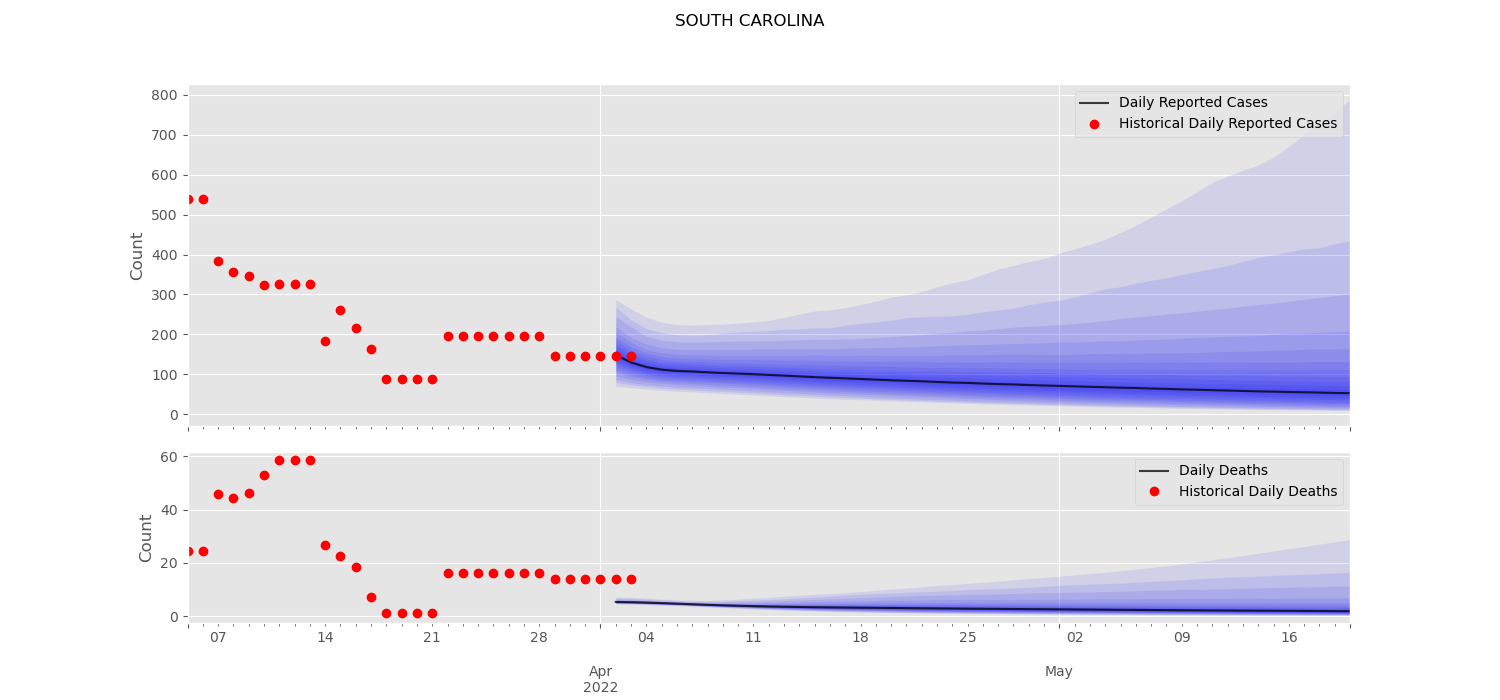 SOUTH CAROLINA
800
700
600
500
400
300
200
100
0
Count
Daily Reported Cases
Historical Daily Reported Cases
60
40
20
0
Count
Daily Deaths
Historical Daily Deaths
07 14 21 28 04 11 18 25 02 09 16
Apr May
2022